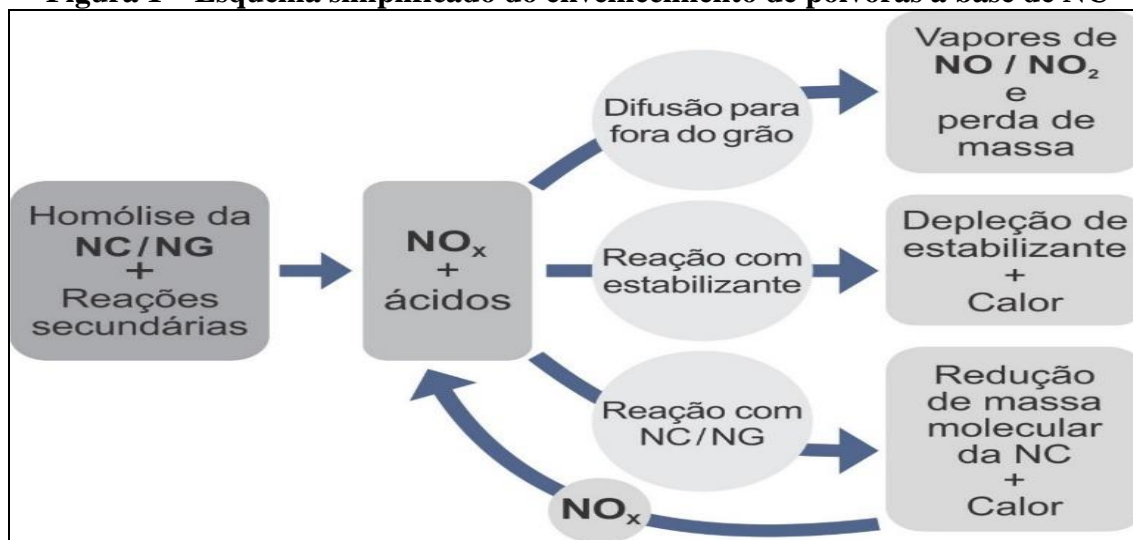 Figura 1 – Esquema simplificado do envelhecimento de pólvoras à base de NC
Homólise da
NC/NG
+
Reações
secundárias
NOₓ
+
ácidos
Difusão para
fora do grão
Vapores de
NO / NO₂
e
perda de
massa
Reação com
estabilizante
Depleção de
estabilizante
+
Calor
Reação com
NC/NG
Redução
de massa
molecular
da NC
+
Calor
NOₓ